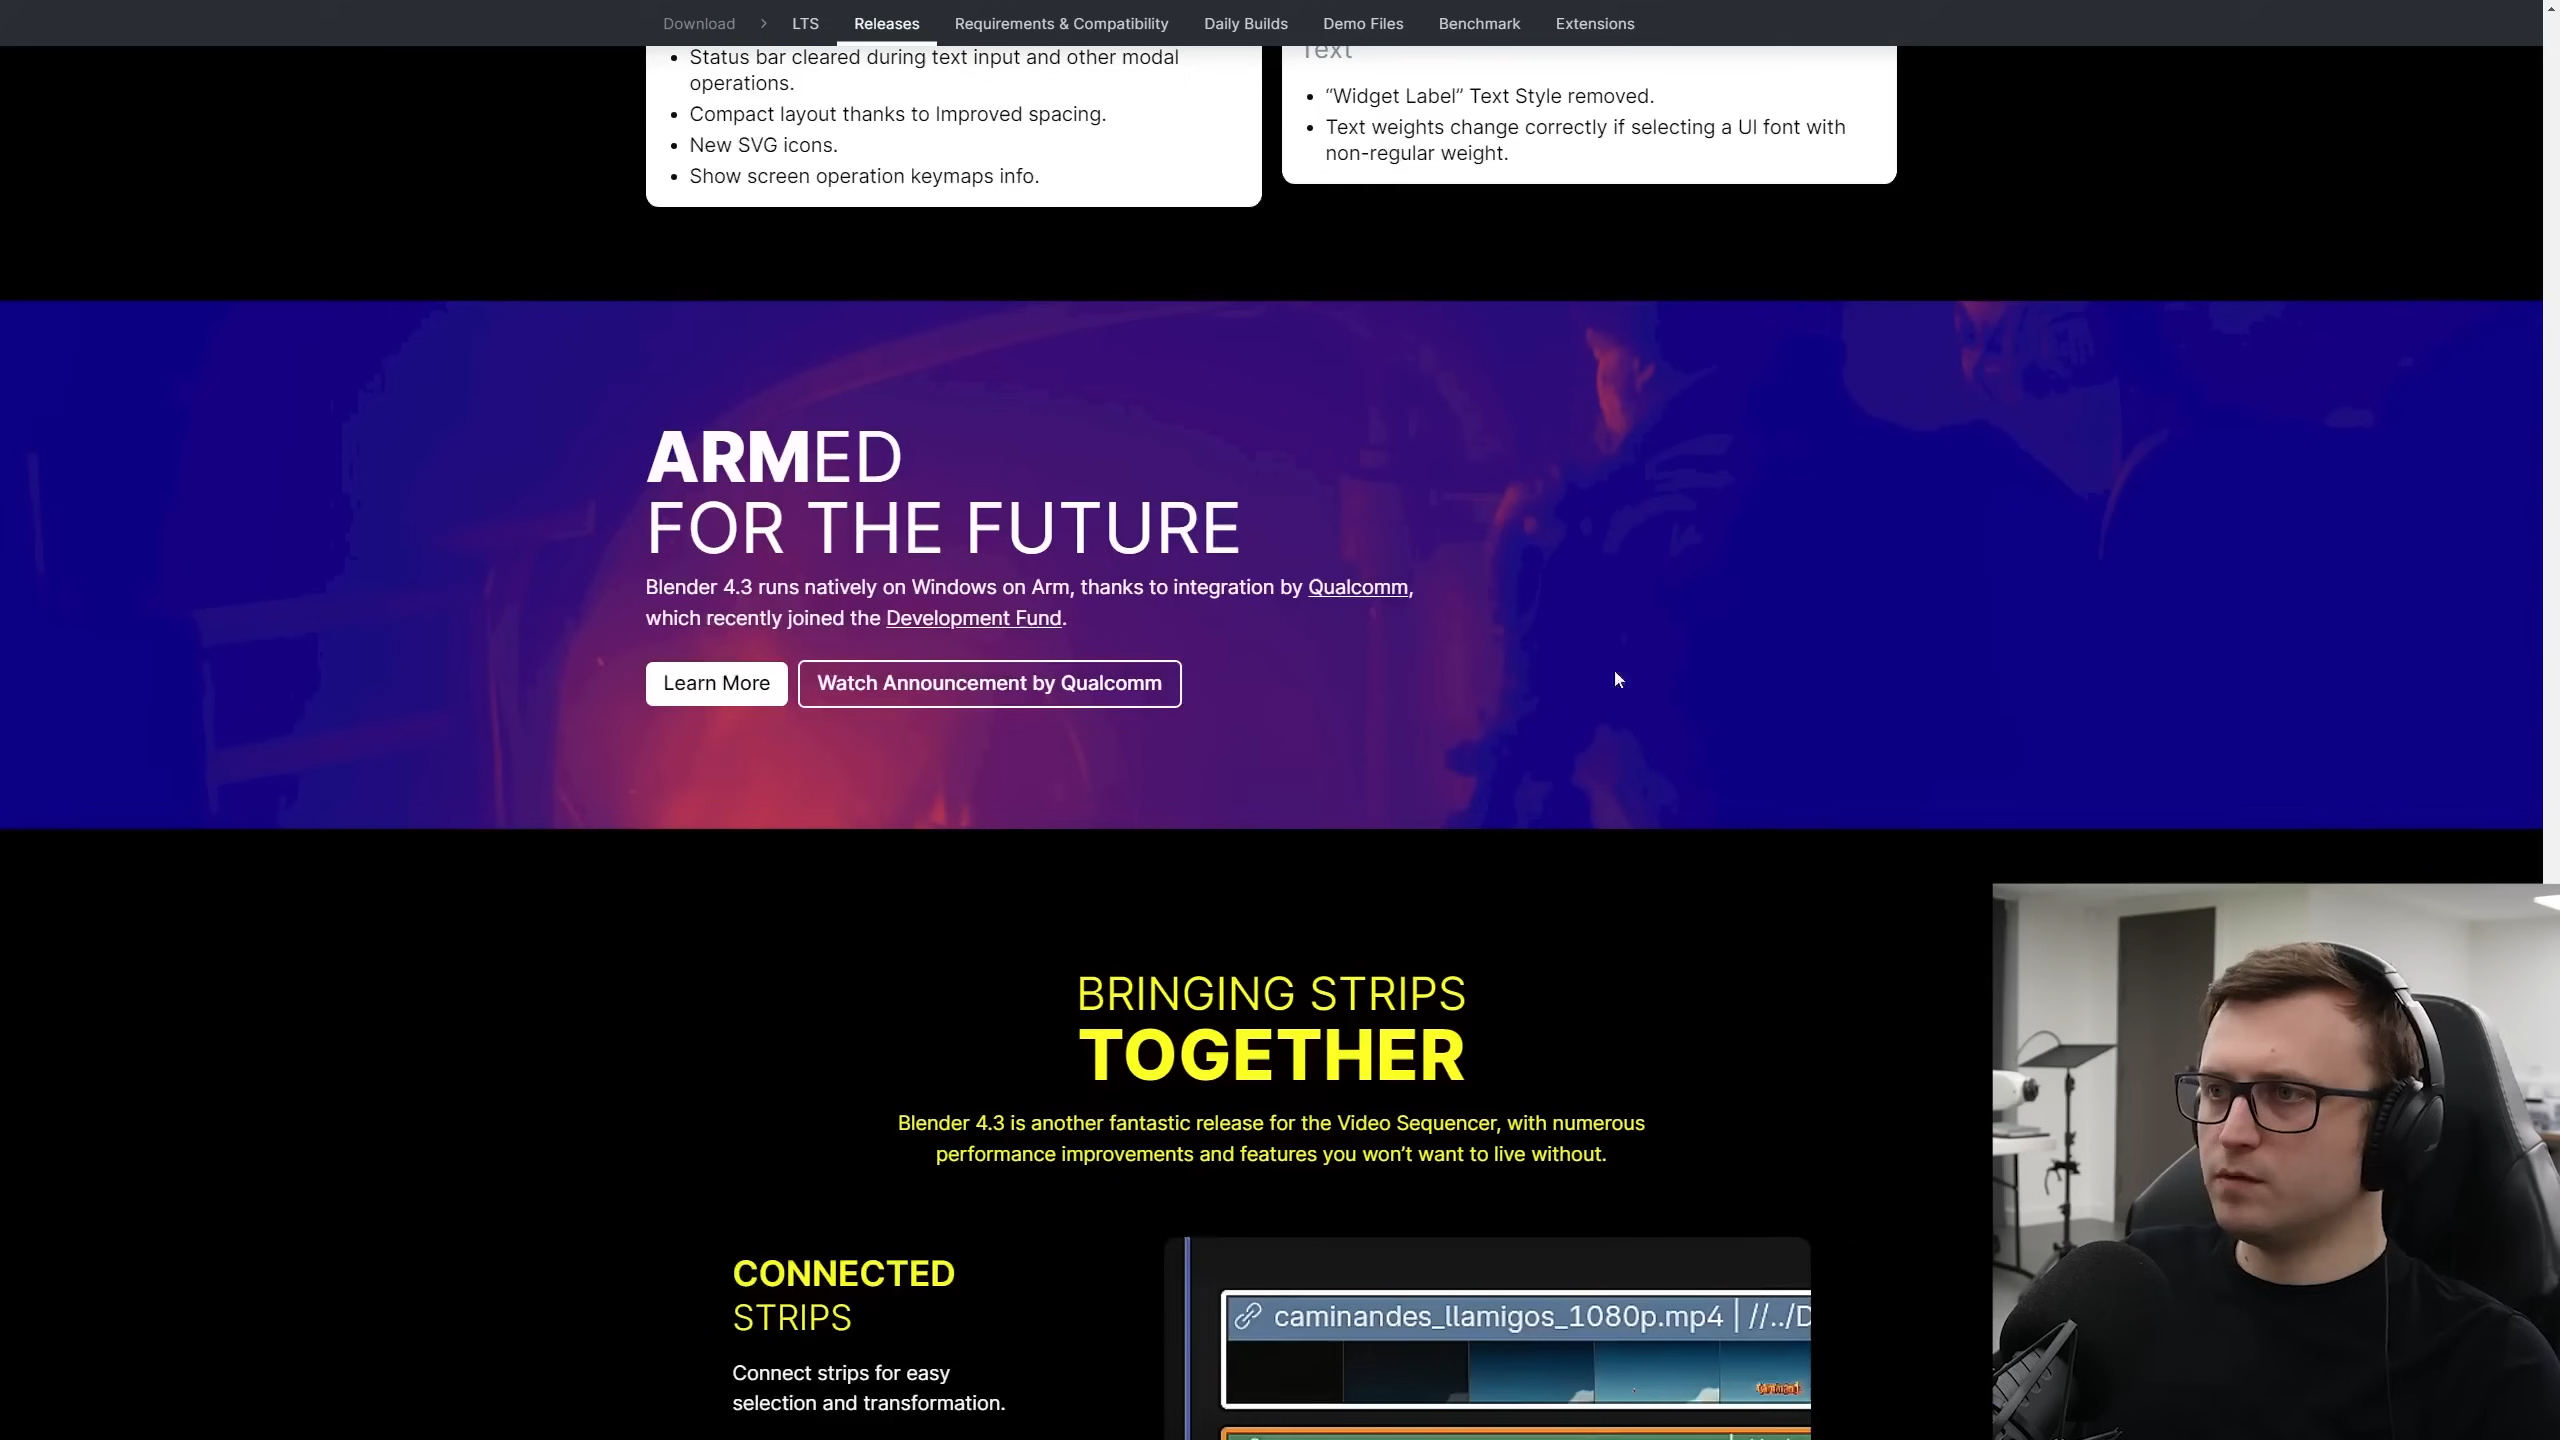 Download > LTS Releases Requirements & Compatibility Daily Builds Demo Files Benchmark Extensions
• Status bar cleared during text input and other modal
operations.
• Compact layout thanks to Improved spacing.
• New SVG icons.
• Show screen operation keymaps info.
Text
• “Widget Label” Text Style removed.
• Text weights change correctly if selecting a UI font with
non-regular weight.
ARMED
FOR THE FUTURE
Blender 4.3 runs natively on Windows on Arm, thanks to integration by Qualcomm,
which recently joined the Development Fund.
Learn More
Watch Announcement by Qualcomm
BRINGING STRIPS
TOGETHER
Blender 4.3 is another fantastic release for the Video Sequencer, with numerous
performance improvements and features you won’t want to live without.
CONNECTED
STRIPS
Connect strips for easy
selection and transformation.
caminandes_llamigos_1080p.mp4 | //../D